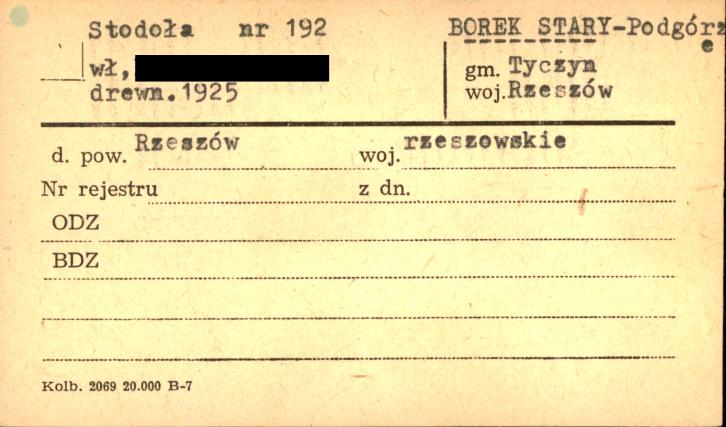 Stodoła nr 192
BOREK STARY-Podgórze
wł,
gm. Tyczyn
drewn.1925
woj.Rzeszów
d. pow. Rzeszów woj. rzeszowskie
Nr rejestru z dn.
ODZ
BDZ
Kolb. 2069 20.000 B-7